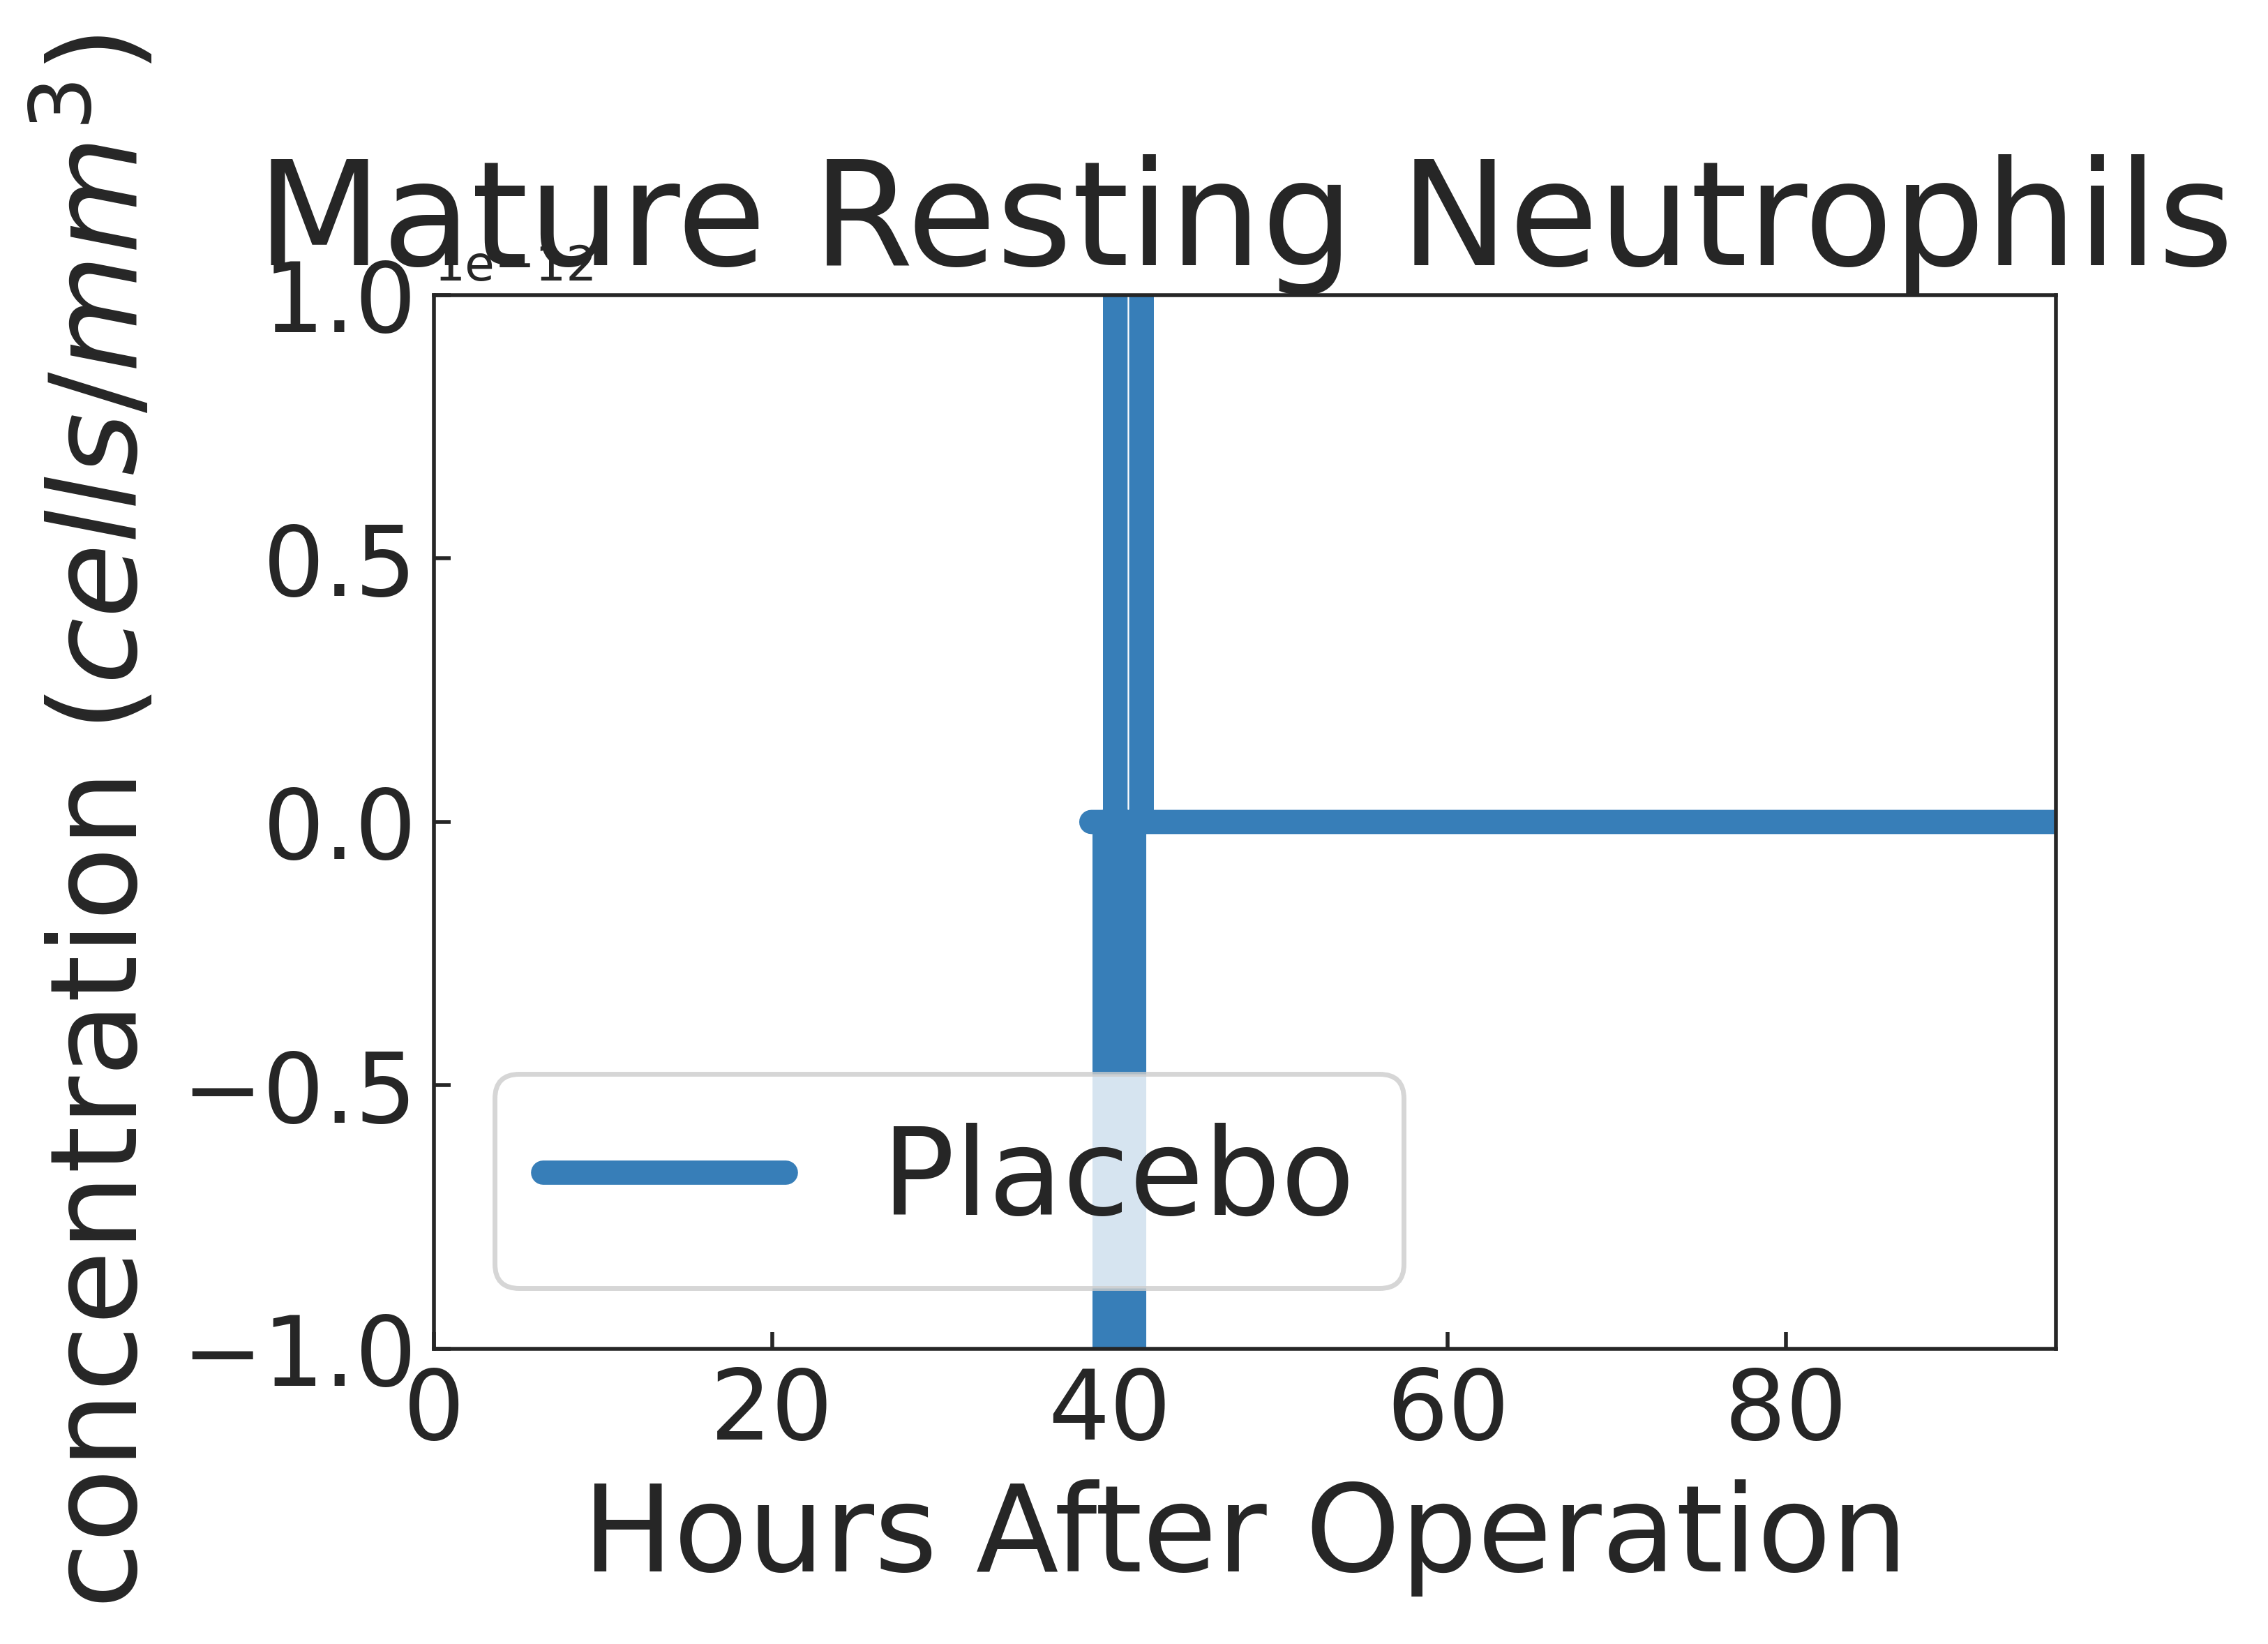 Mature Resting Neutrophils
1e−12
concentration (cells/mm³)
1.0
0.5
0.0
−0.5
−1.0
Placebo
0 20 40 60 80
Hours After Operation